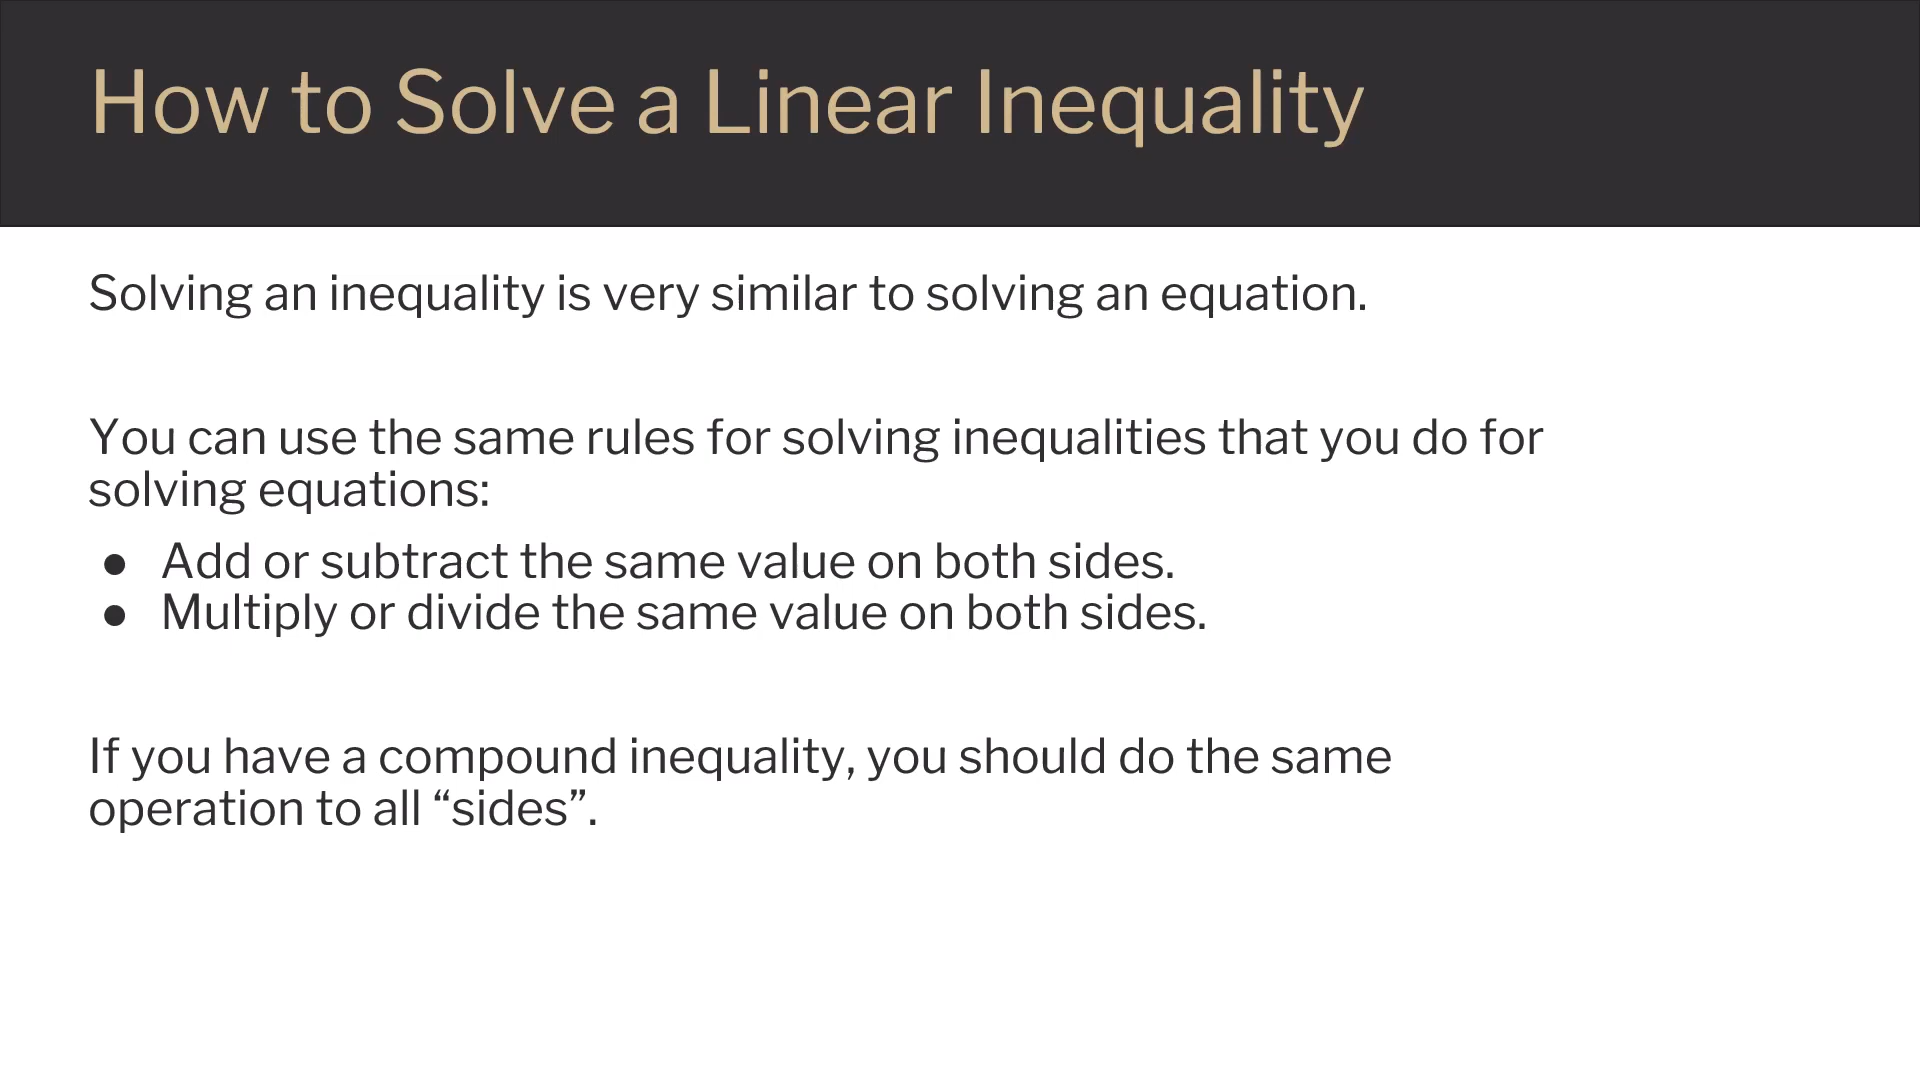 How to Solve a Linear Inequality
Solving an inequality is very similar to solving an equation.
You can use the same rules for solving inequalities that you do for
solving equations:
● Add or subtract the same value on both sides.
● Multiply or divide the same value on both sides.
If you have a compound inequality, you should do the same
operation to all “sides”.